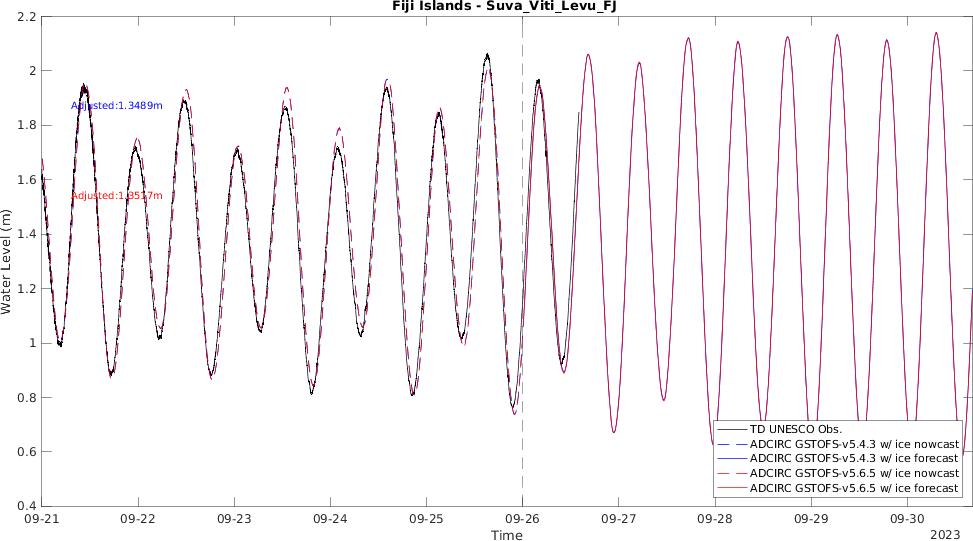 Fiji Islands - Suva_Viti_Levu_FJ
2.2
2
1.8
1.6
1.4
1.2
1
0.8
0.6
0.4
Water Level (m)
Adjusted:1.3489m
Adjusted:1.3517m
TD UNESCO Obs.
ADCIRC GSTOFS-v5.4.3 w/ ice nowcast
ADCIRC GSTOFS-v5.4.3 w/ ice forecast
ADCIRC GSTOFS-v5.6.5 w/ ice nowcast
ADCIRC GSTOFS-v5.6.5 w/ ice forecast
09-21 09-22 09-23 09-24 09-25 09-26 09-27 09-28 09-29 09-30
Time
2023